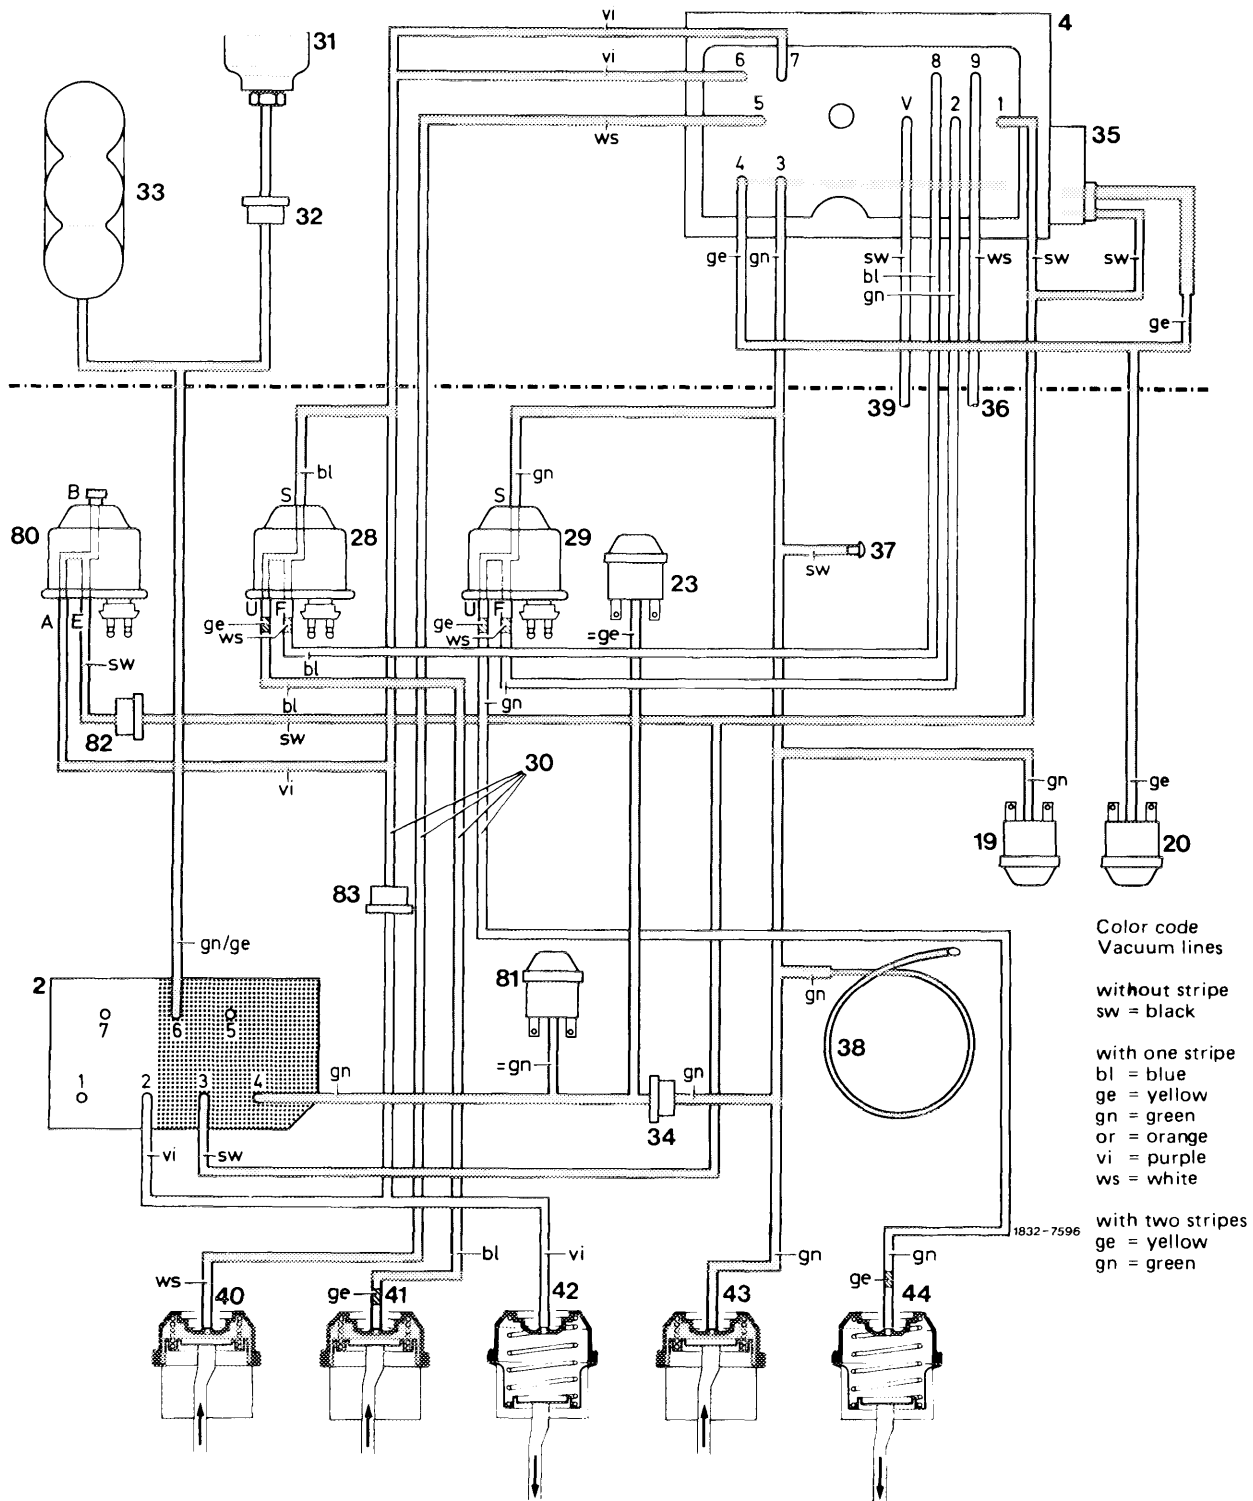 vi
4
31
vi
6
7
8
9
5
V
2
1
35
ws
33
32
4
3
ge
gn
sw
bl
gn
ws
sw
sw
ge
39
36
bl
gn
B
S
S
80
28
29
23
37
sw
A
E
U
F
U
F
ge
ws
ge
ws
=ge
sw
bl
bl
gn
82
sw
vi
30
gn
ge
19
20
83
gn/ge
Color code
Vacuum lines
without stripe
sw = black
with one stripe
bl = blue
ge = yellow
gn = green
or = orange
vi = purple
ws = white
with two stripes
ge = yellow
gn = green
2
81
7
6
5
gn
38
1
2
3
4
gn
=gn
gn
34
vi
sw
1832-7596
ws
bl
vi
gn
gn
ge
ge
40
41
42
43
44